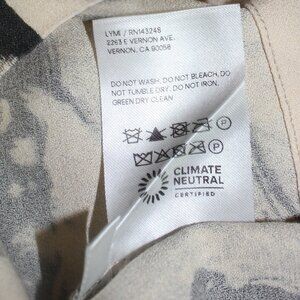 LYMI / RN143248
2263 E VERNON AVE.
VERNON, CA 90058
DO NOT WASH, DO NOT BLEACH, DO
NOT TUMBLE DRY, DO NOT IRON,
GREEN DRY CLEAN
P
P
CLIMATE
NEUTRAL
CERTIFIED